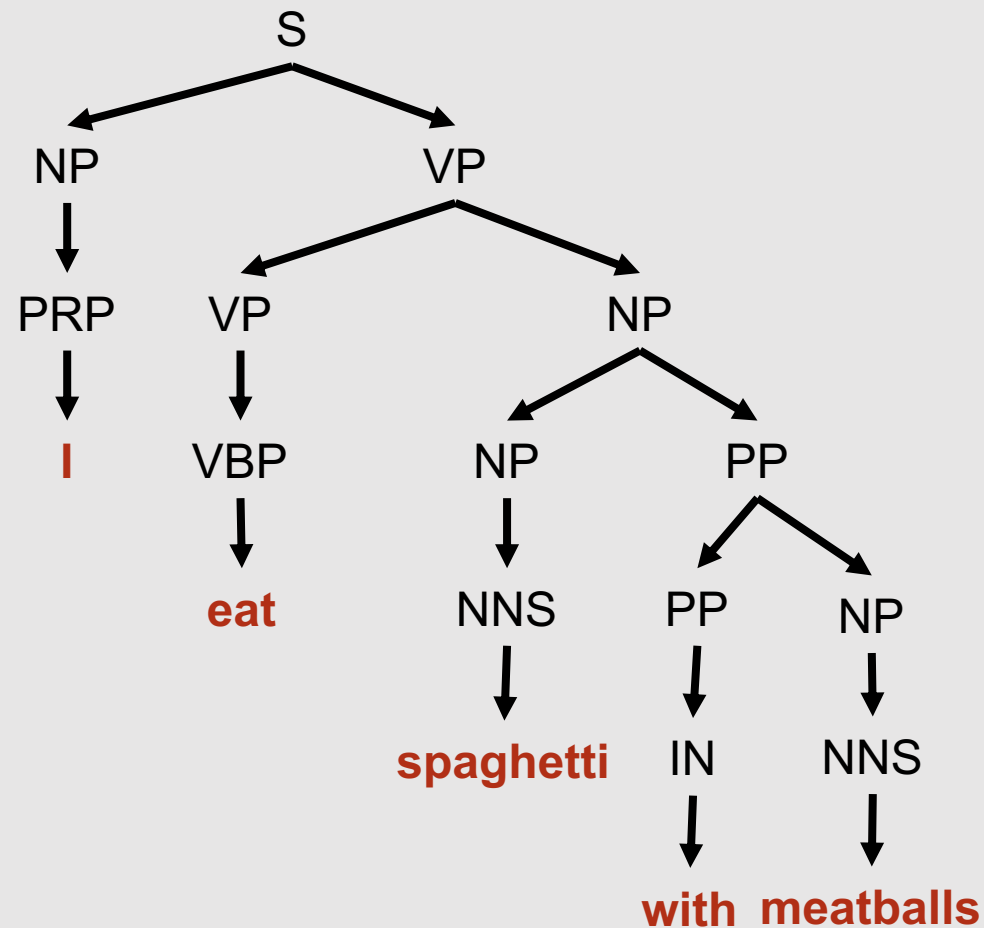 S
NP VP
PRP VP NP
I VBP NP PP
eat NNS PP NP
spaghetti IN NNS
with meatballs